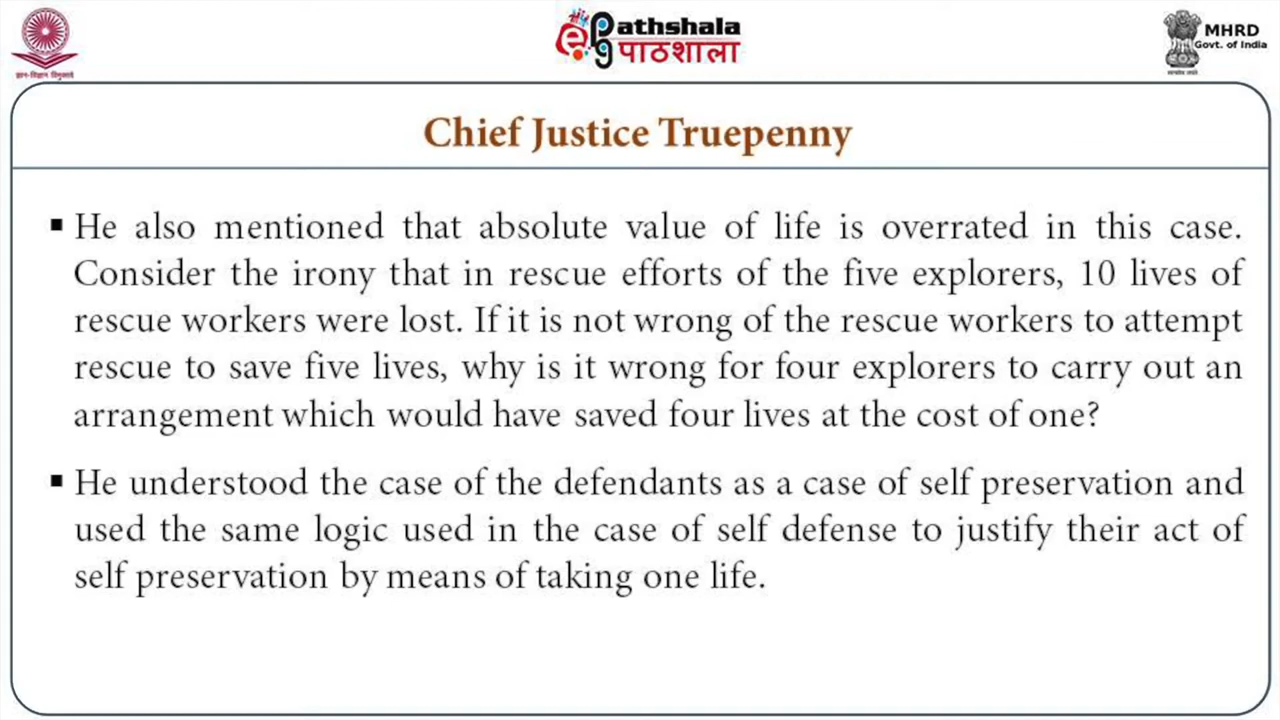 ePg Pathshala
पाठशाला
MHRD
Govt. of India
Chief Justice Truepenny
▪ He also mentioned that absolute value of life is overrated in this case.
Consider the irony that in rescue efforts of the five explorers, 10 lives of
rescue workers were lost. If it is not wrong of the rescue workers to attempt
rescue to save five lives, why is it wrong for four explorers to carry out an
arrangement which would have saved four lives at the cost of one?
▪ He understood the case of the defendants as a case of self preservation and
used the same logic used in the case of self defense to justify their act of
self preservation by means of taking one life.